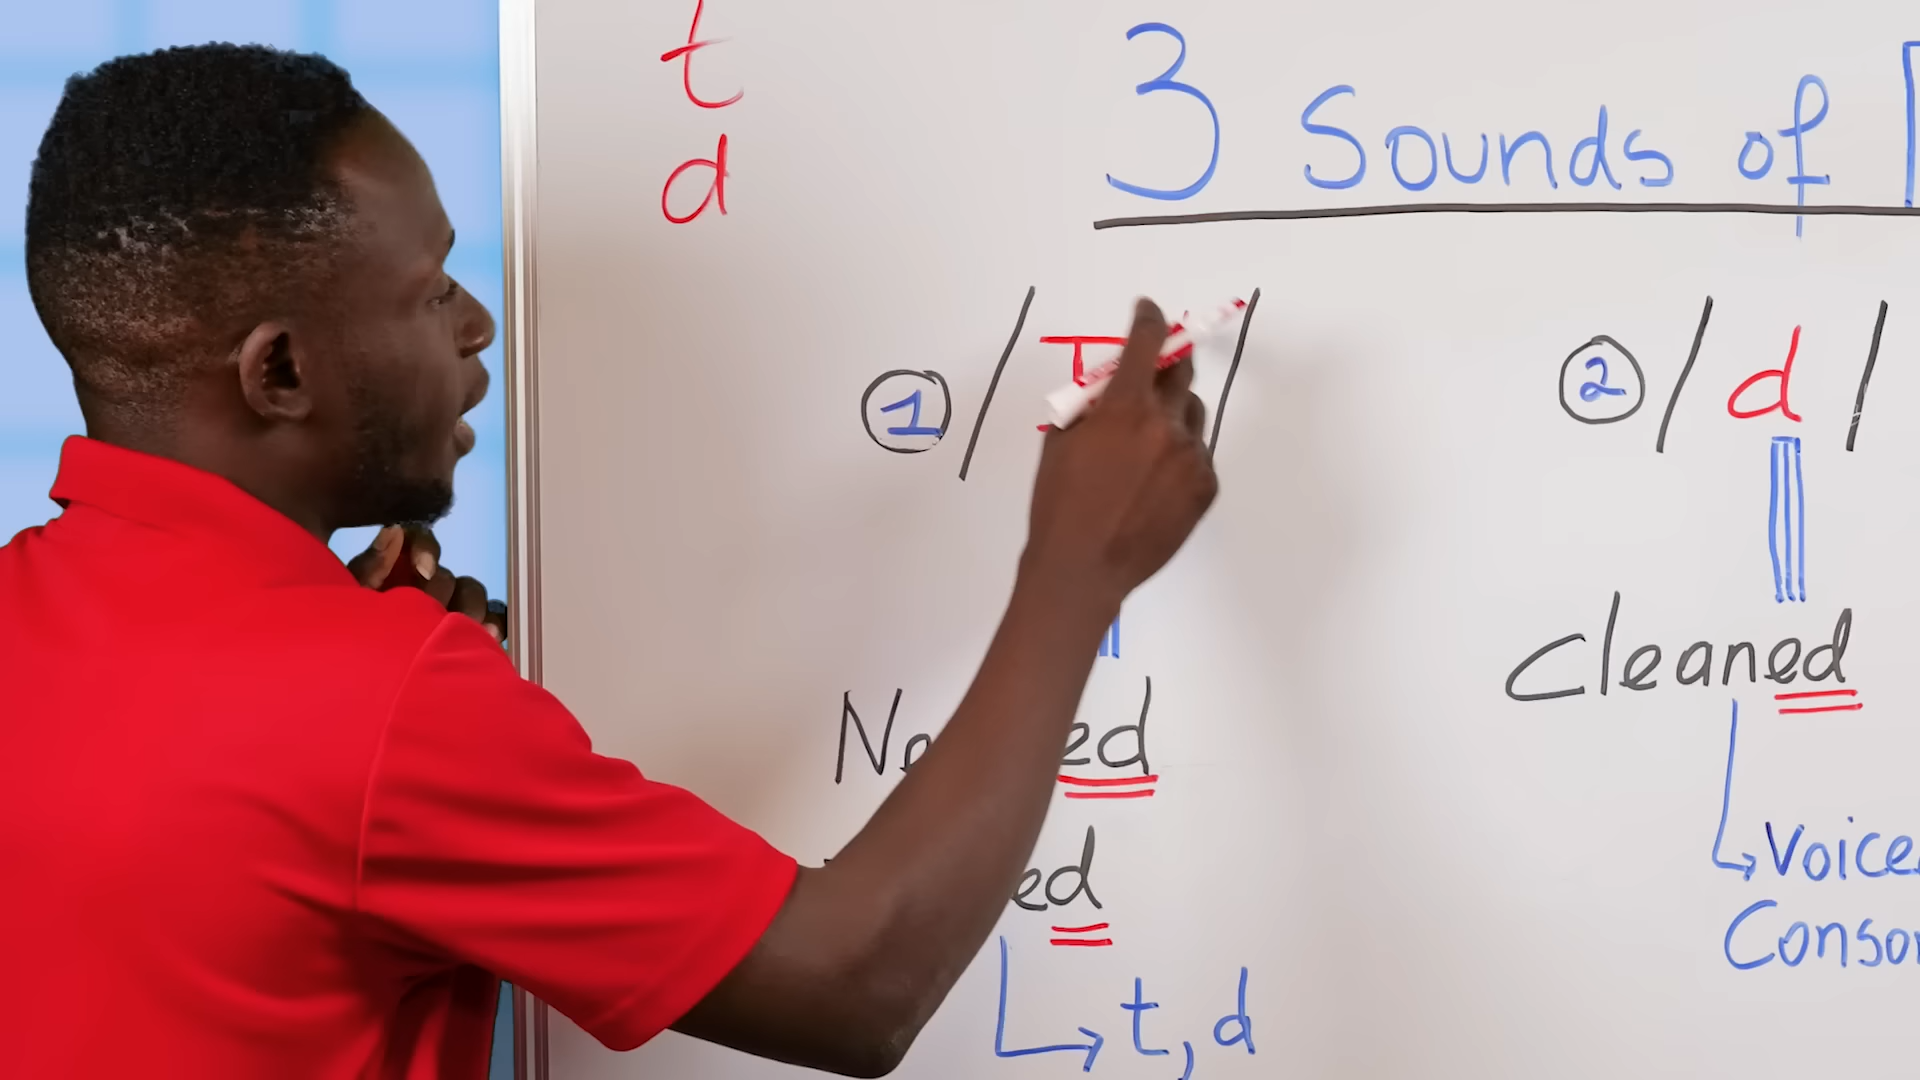 t
d
3 Sounds of
1 / I /
2 / d /
Cleaned
ed
ed
Voice
Conso
t, d